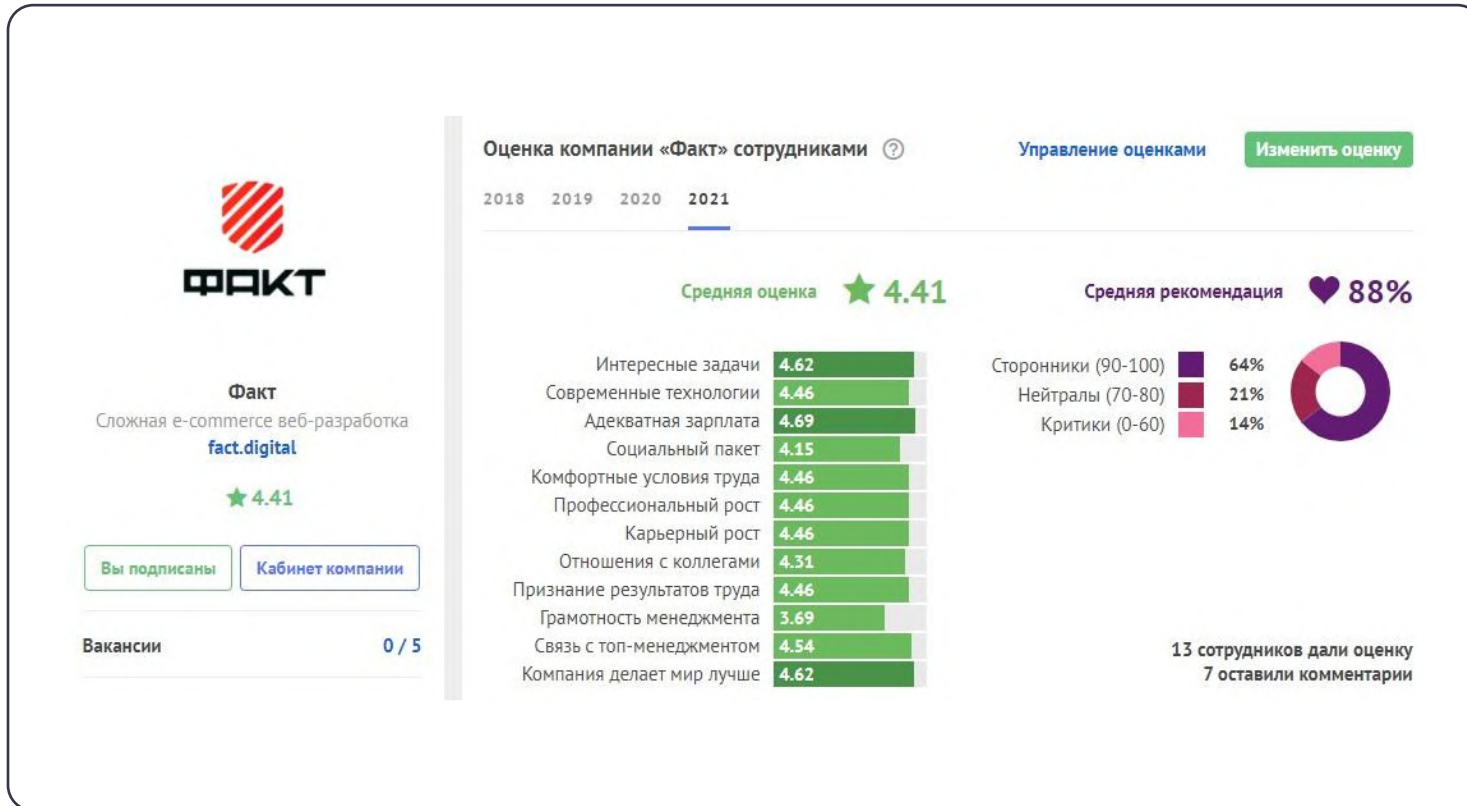 ФАКТ
Факт
Сложная e-commerce веб-разработка
fact.digital
4.41
Вы подписаны
Кабинет компании
Вакансии 0 / 5
Оценка компании «Факт» сотрудниками ?
Управление оценками
Изменить оценку
2018 2019 2020 2021
Средняя оценка 4.41
Интересные задачи 4.62
Современные технологии 4.46
Адекватная зарплата 4.69
Социальный пакет 4.15
Комфортные условия труда 4.46
Профессиональный рост 4.46
Карьерный рост 4.46
Отношения с коллегами 4.31
Признание результатов труда 4.46
Грамотность менеджмента 3.69
Связь с топ-менеджментом 4.54
Компания делает мир лучше 4.62
Средняя рекомендация 88%
Сторонники (90-100) 64%
Нейтралы (70-80) 21%
Критики (0-60) 14%
13 сотрудников дали оценку
7 оставили комментарии